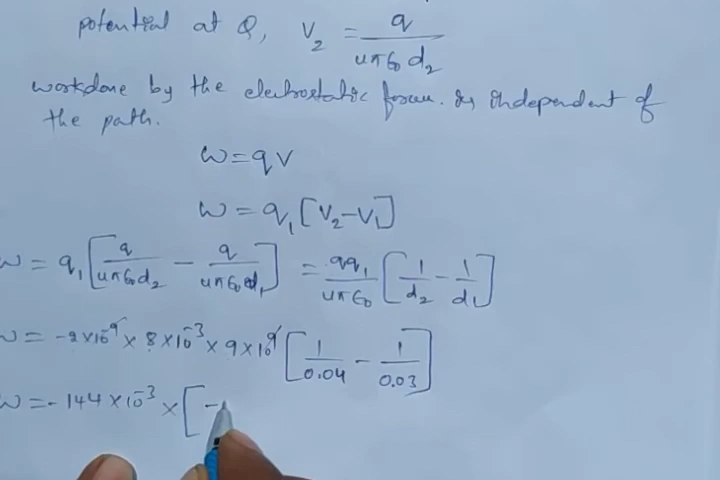 potential at Q, V₂ = q / 4πε₀ d₂
workdone by the electrostatic force is independent of
the path.
W = qV
W = q₁[V₂-V₁]
W = q₁[q / 4πε₀d₂ - q / 4πε₀d₁] = qq₁ / 4πε₀ [1/d₂ - 1/d₁]
W = -2×10⁻⁹ × 8×10⁻³ × 9×10⁹ [1/0.04 - 1/0.03]
W = -144×10⁻³ × [-